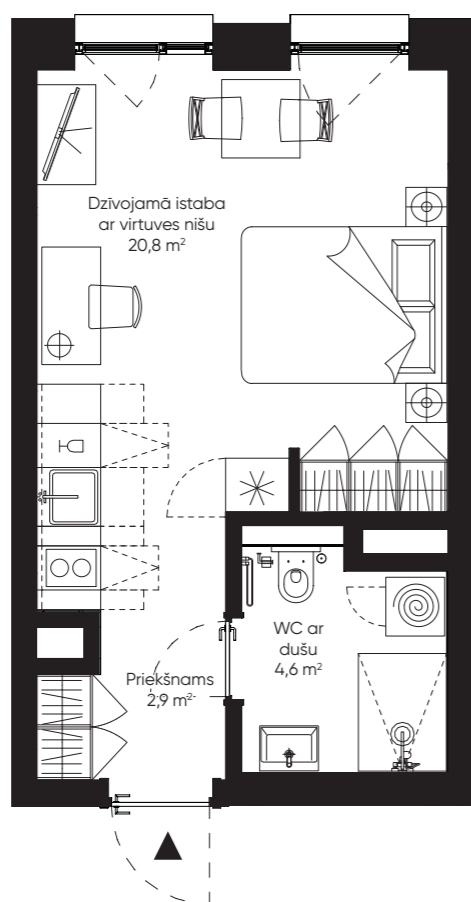 Dzīvojamā istaba
ar virtuves nišu
20,8 m²
WC ar
dušu
4,6 m²
Priekšnams
2,9 m²